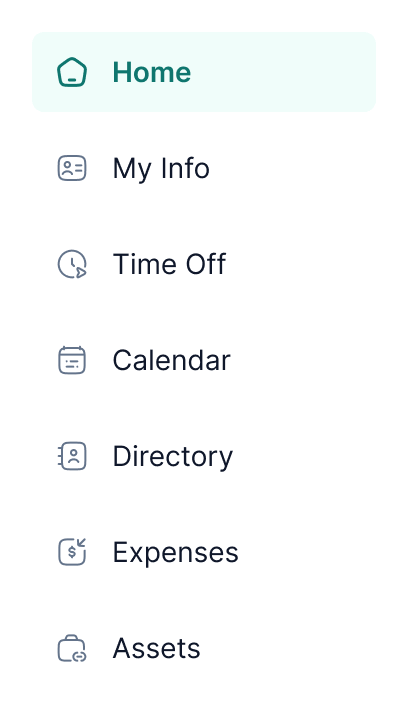 Home
My Info
Time Off
Calendar
Directory
Expenses
Assets